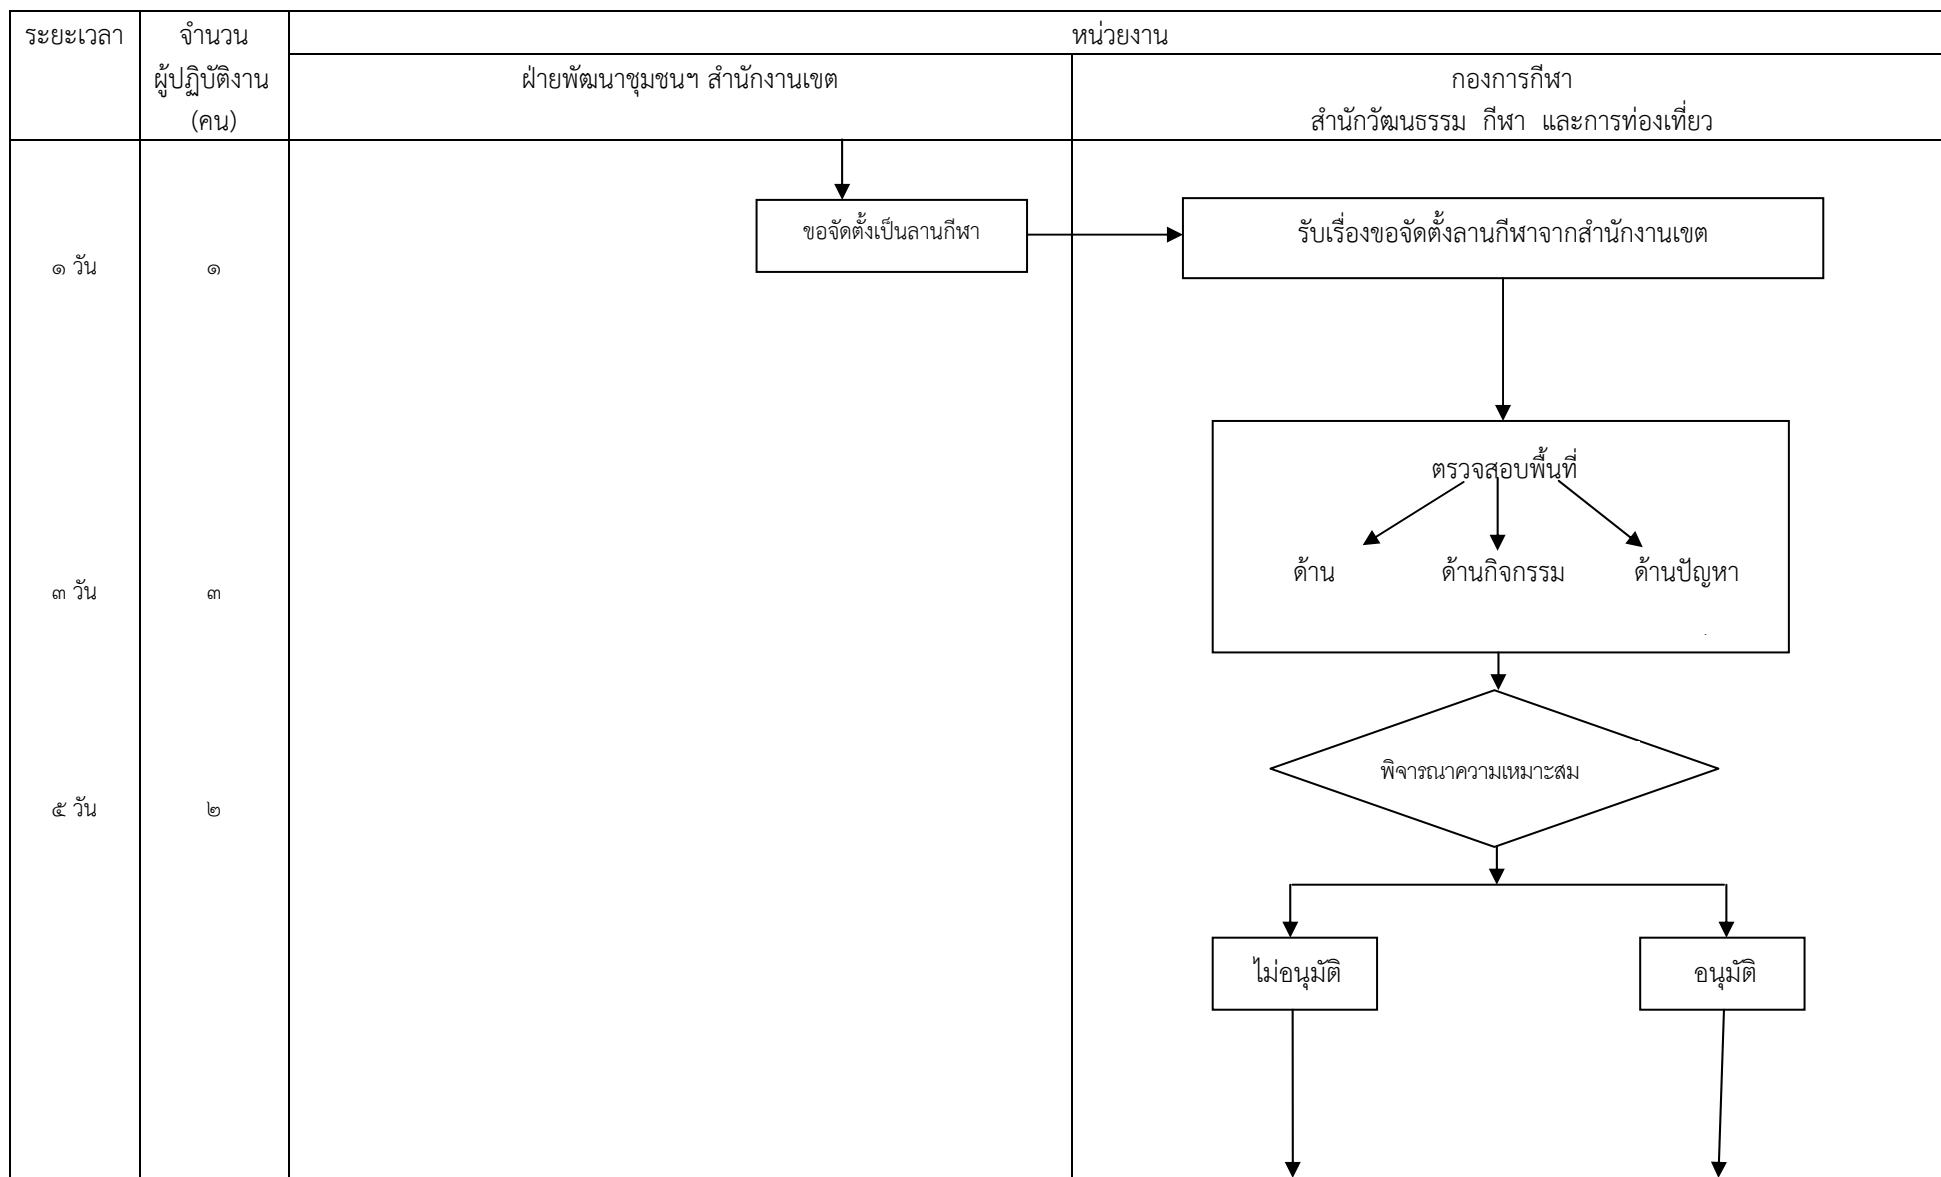 ระยะเวลา
จำนวน
ผู้ปฏิบัติงาน
(คน)
หน่วยงาน
ฝ่ายพัฒนาชุมชนฯ สำนักงานเขต
กองการกีฬา
สำนักวัฒนธรรม กีฬา และการท่องเที่ยว
ขอจัดตั้งเป็นลานกีฬา
รับเรื่องขอจัดตั้งลานกีฬาจากสำนักงานเขต
๑ วัน
๑
ตรวจสอบพื้นที่
ด้าน
ด้านกิจกรรม
ด้านปัญหา
๓ วัน
๓
พิจารณาความเหมาะสม
๕ วัน
๒
ไม่อนุมัติ
อนุมัติ